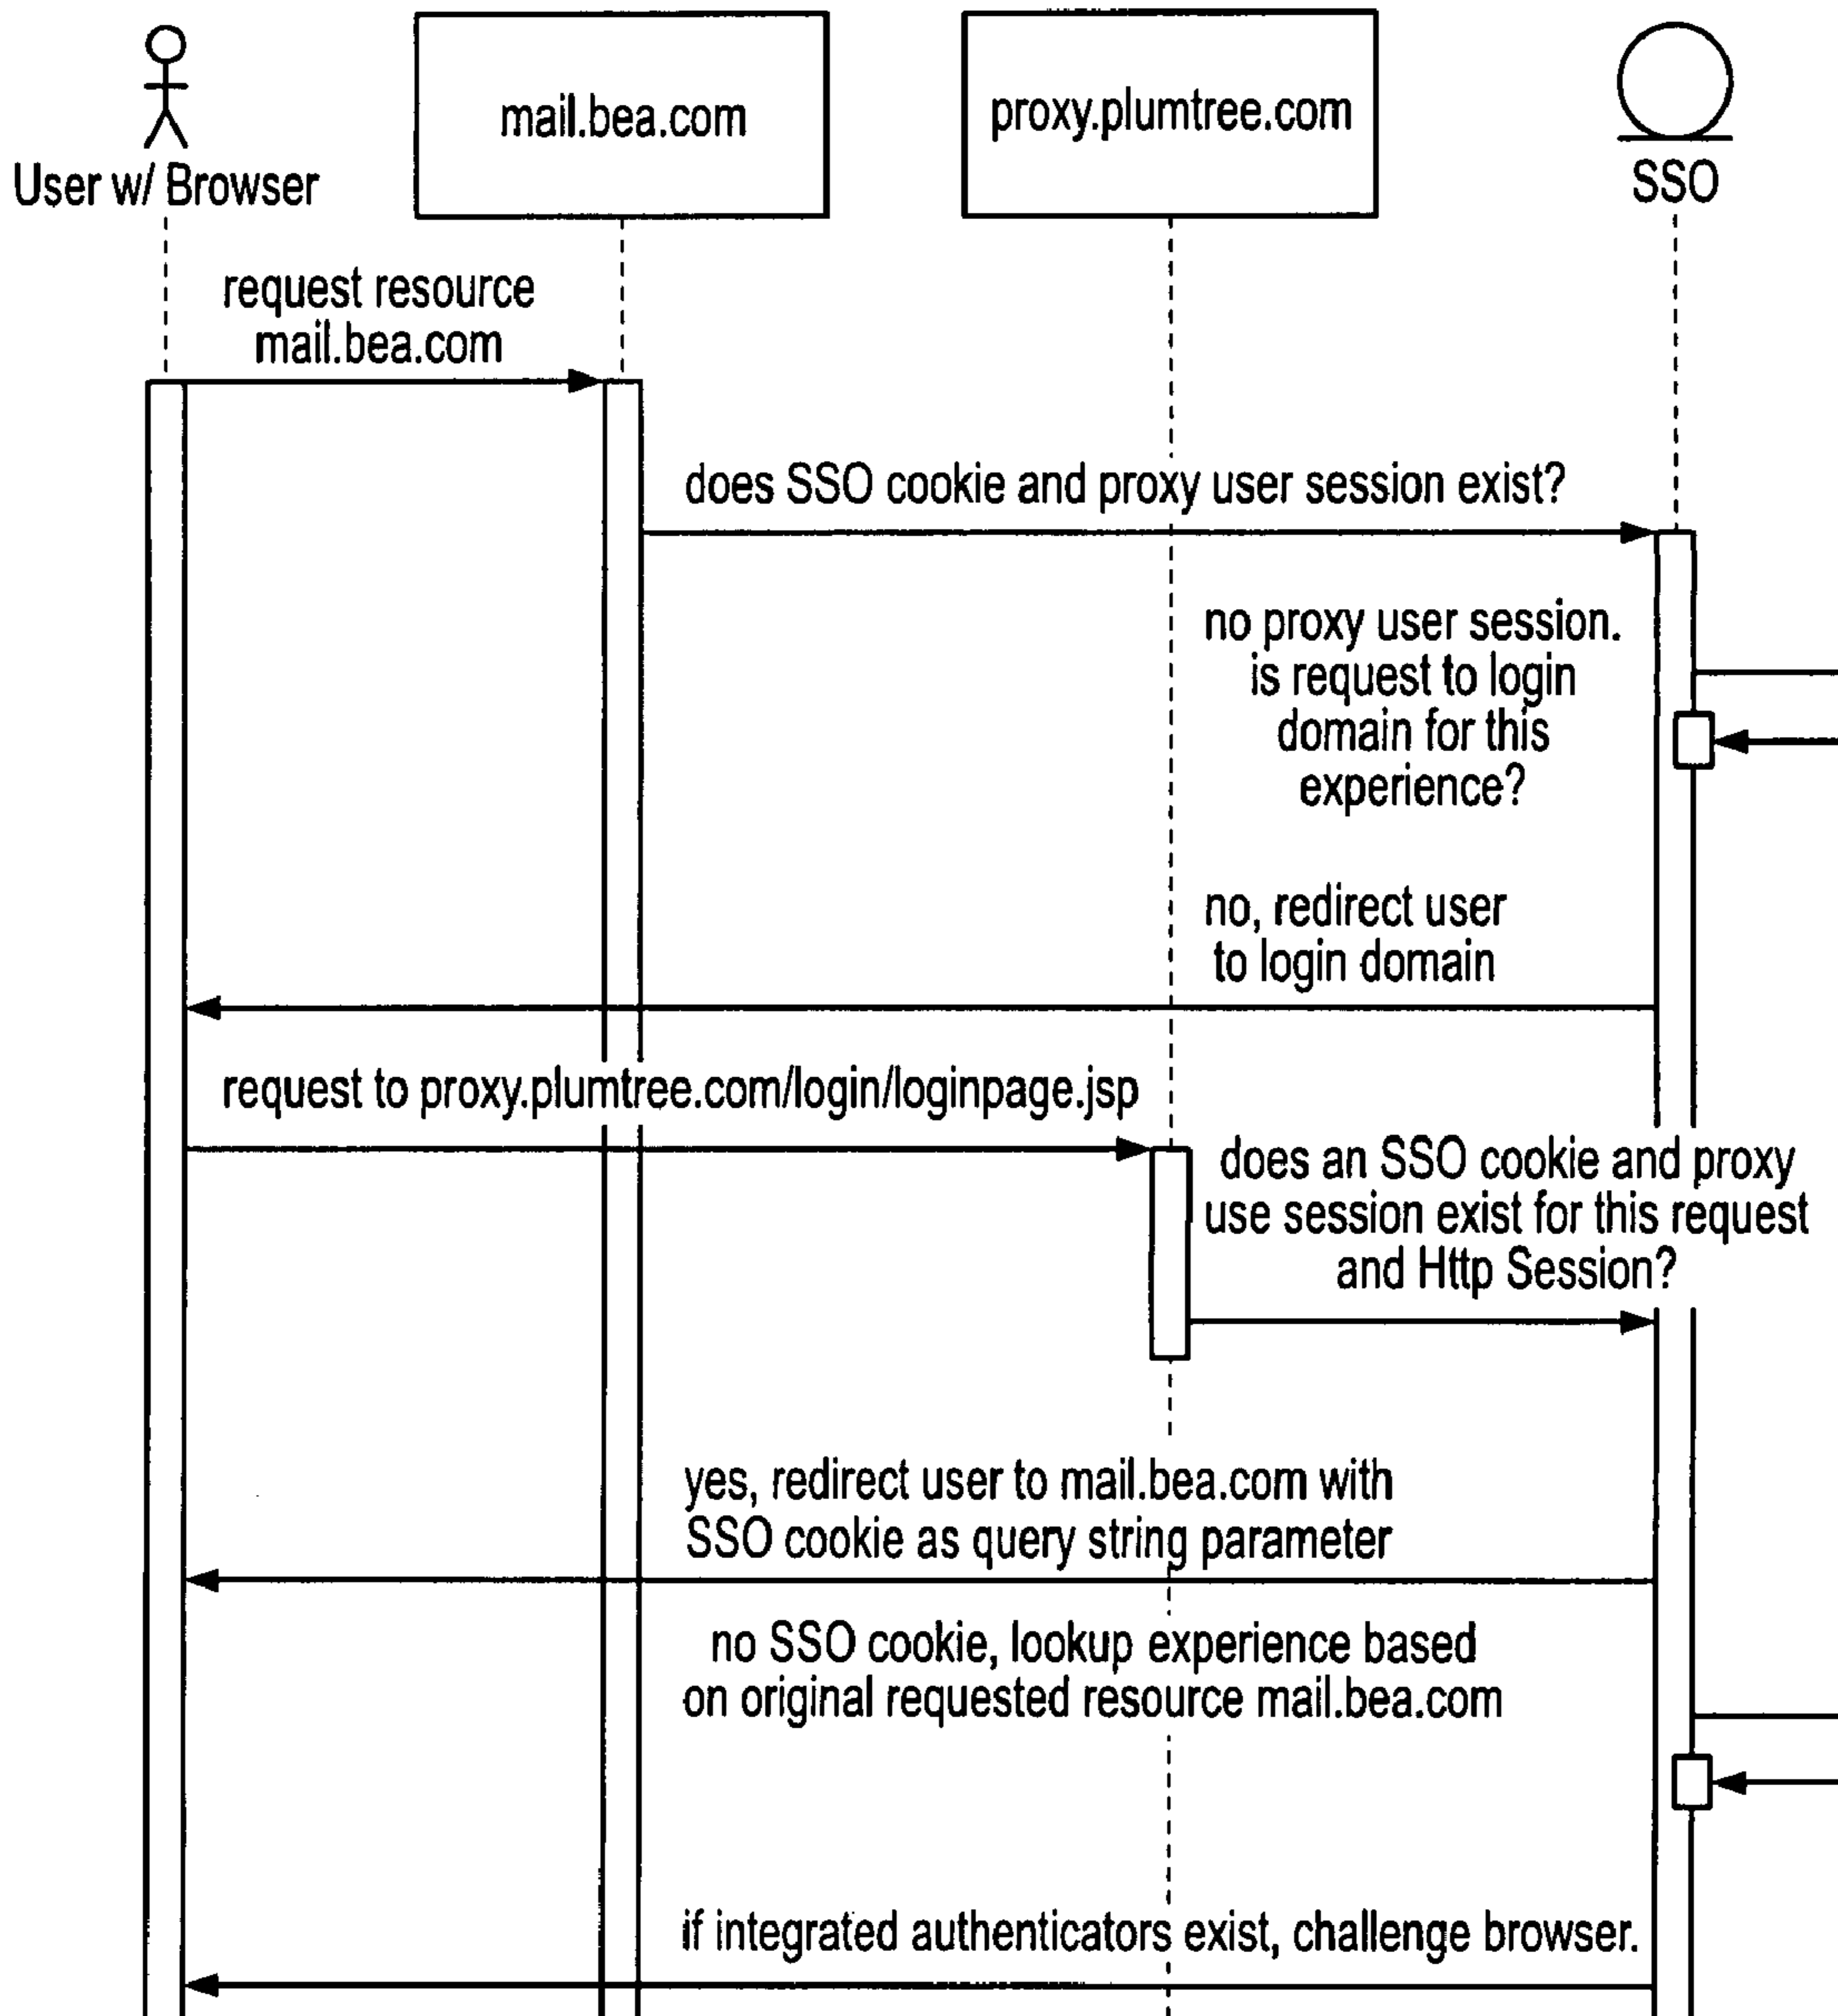 mail.bea.com
proxy.plumtree.com
User w/ Browser
SSO
request resource
mail.bea.com
does SSO cookie and proxy user session exist?
no proxy user session.
is request to login
domain for this
experience?
no, redirect user
to login domain
request to proxy.plumtree.com/login/loginpage.jsp
does an SSO cookie and proxy
use session exist for this request
and Http Session?
yes, redirect user to mail.bea.com with
SSO cookie as query string parameter
no SSO cookie, lookup experience based
on original requested resource mail.bea.com
if integrated authenticators exist, challenge browser.